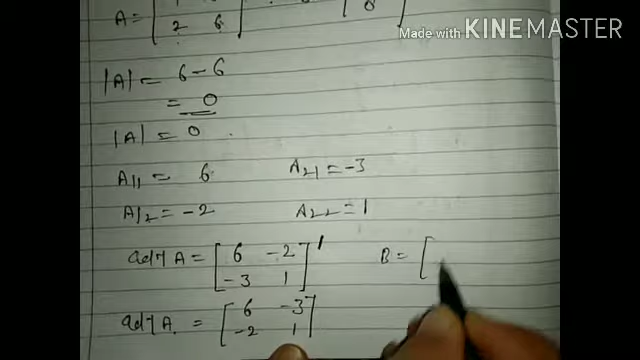 A = [ 2 6 ] 0
Made with KINEMASTER
|A| = 6 - 6
= 0
|A| = 0
A11 = 6 A21 = -3
A12 = -2 A22 = 1
adj A = [ 6 -2 ]'
[ -3 1 ]
B = [
adj A = [ 6 -3 ]
[ -2 1 ]